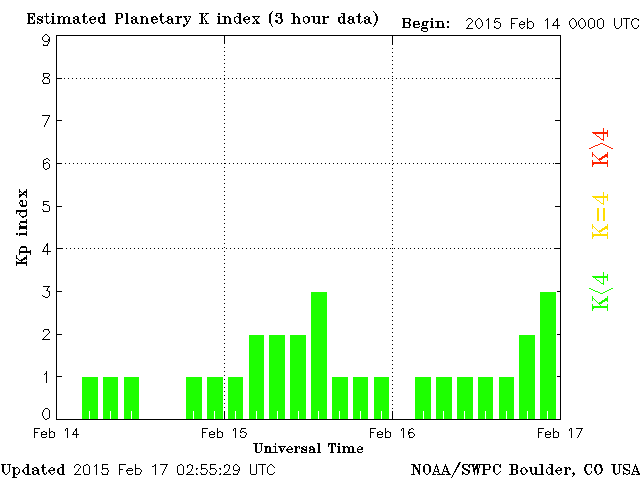 Estimated Planetary K index (3 hour data)
Begin: 2015 Feb 14 0000 UTC
9
8
7
6
5
4
3
2
1
0
Kp index
Feb 14
Feb 15
Feb 16
Feb 17
Universal Time
K>4
K=4
K<4
Updated 2015 Feb 17 02:55:29 UTC
NOAA/SWPC Boulder, CO USA